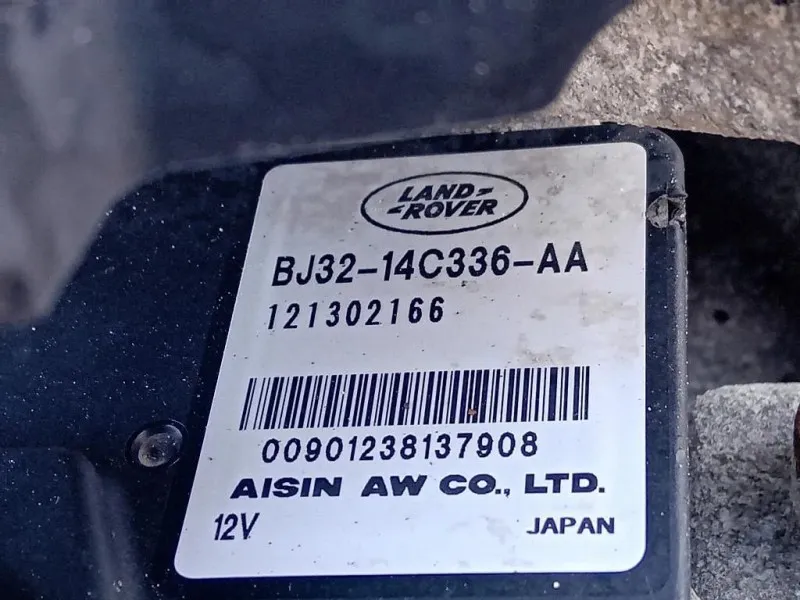 LAND-
-ROVER
BJ32-14C336-AA
121302166
00901238137908
AISIN AW CO., LTD.
12V JAPAN